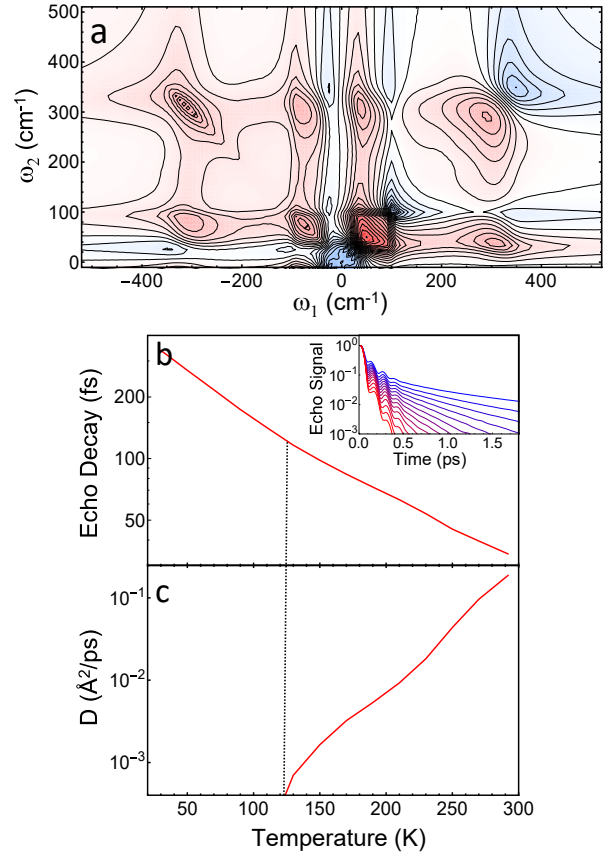 a
500
400
300
200
100
0
ω₂ (cm⁻¹)
−400 −200 0 200 400
ω₁ (cm⁻¹)
b
200
100
50
Echo Decay (fs)
10⁰
10⁻¹
10⁻²
10⁻³
Echo Signal
0.0 0.5 1.0 1.5
Time (ps)
c
10⁻¹
10⁻²
10⁻³
D (Å²/ps)
50 100 150 200 250 300
Temperature (K)